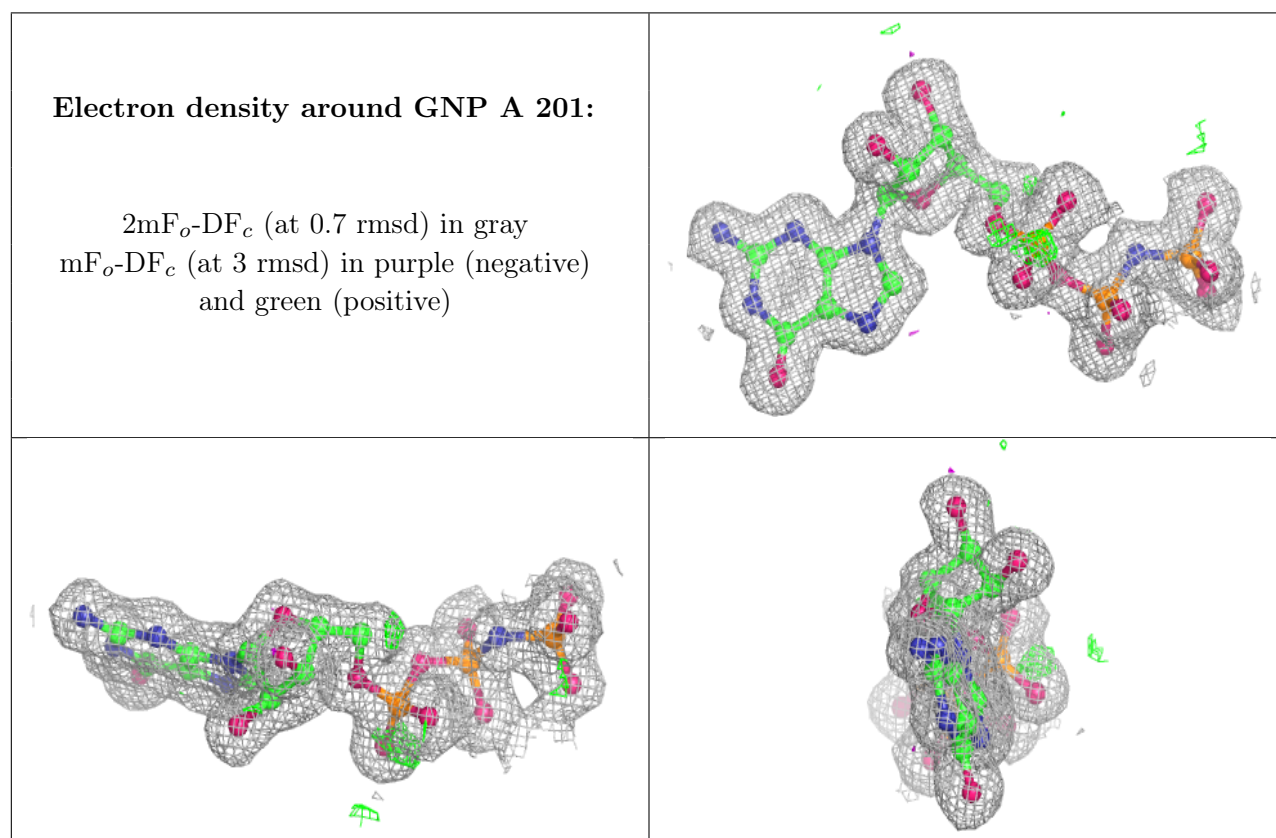 Electron density around GNP A 201:
2mFo-DFc (at 0.7 rmsd) in gray
mFo-DFc (at 3 rmsd) in purple (negative)
and green (positive)